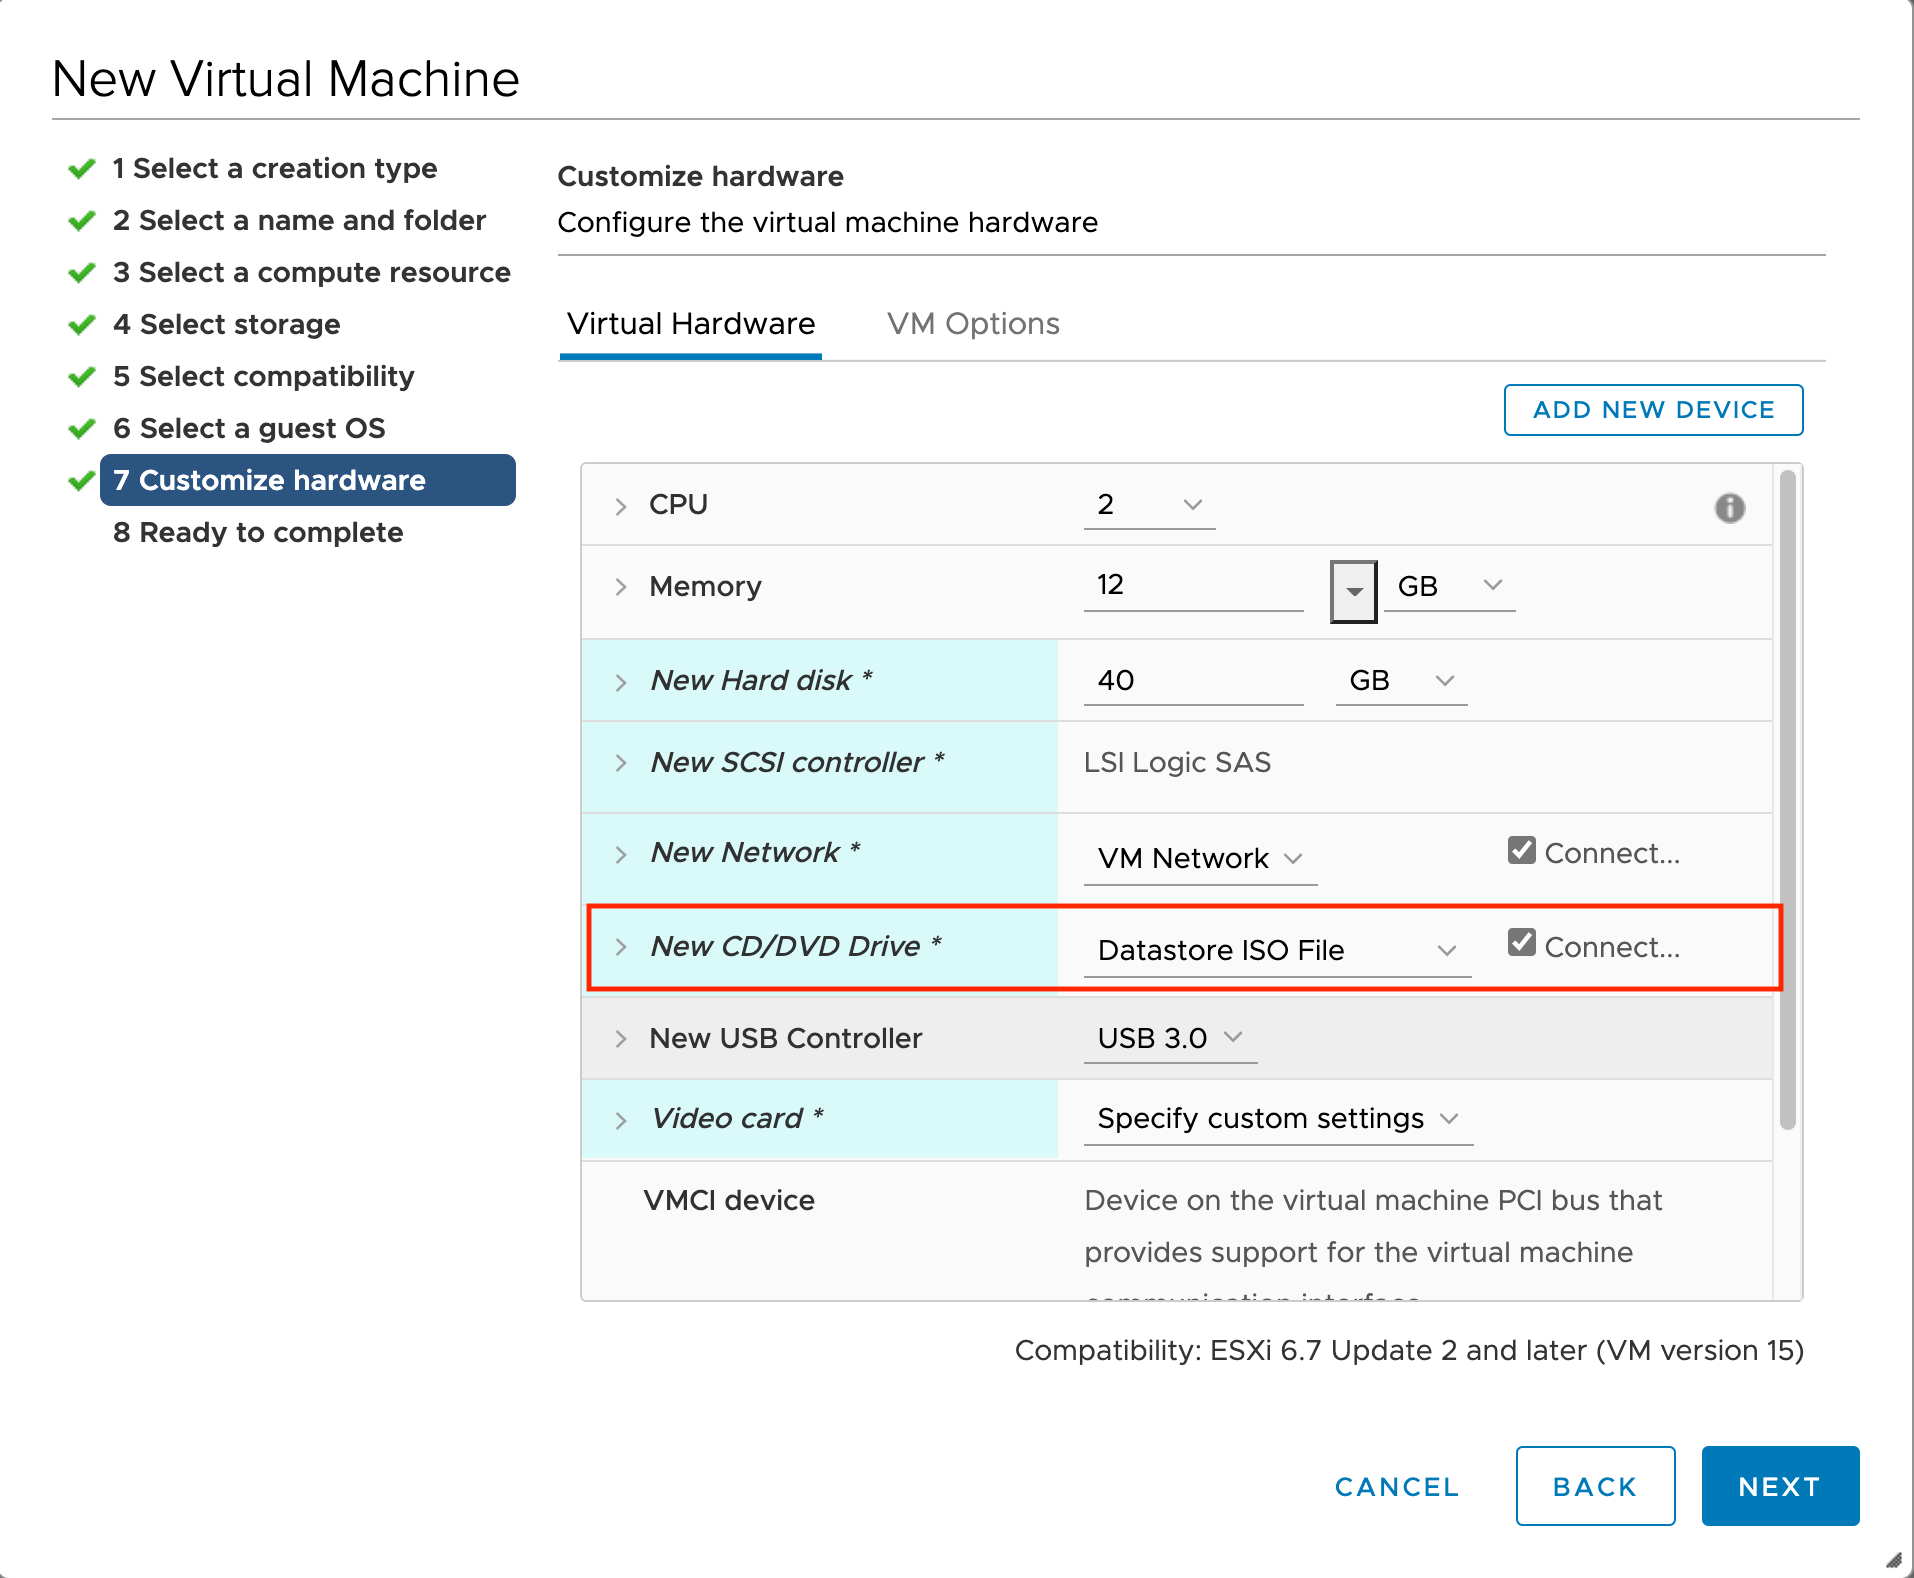 New Virtual Machine
1 Select a creation type
2 Select a name and folder
3 Select a compute resource
4 Select storage
5 Select compatibility
6 Select a guest OS
7 Customize hardware
8 Ready to complete
Customize hardware
Configure the virtual machine hardware
Virtual Hardware VM Options
ADD NEW DEVICE
CPU 2
Memory 12 GB
New Hard disk * 40 GB
New SCSI controller * LSI Logic SAS
New Network * VM Network Connect...
New CD/DVD Drive * Datastore ISO File Connect...
New USB Controller USB 3.0
Video card * Specify custom settings
VMCI device Device on the virtual machine PCI bus that
provides support for the virtual machine
communication interface
Compatibility: ESXi 6.7 Update 2 and later (VM version 15)
CANCEL BACK NEXT